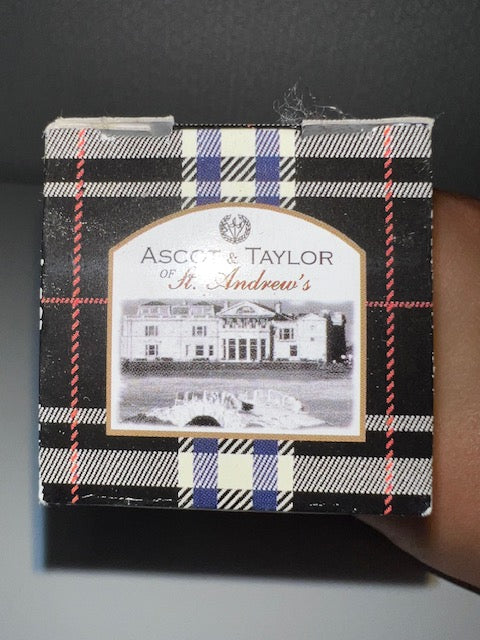 ASCOT & TAYLOR
OF St. Andrew's